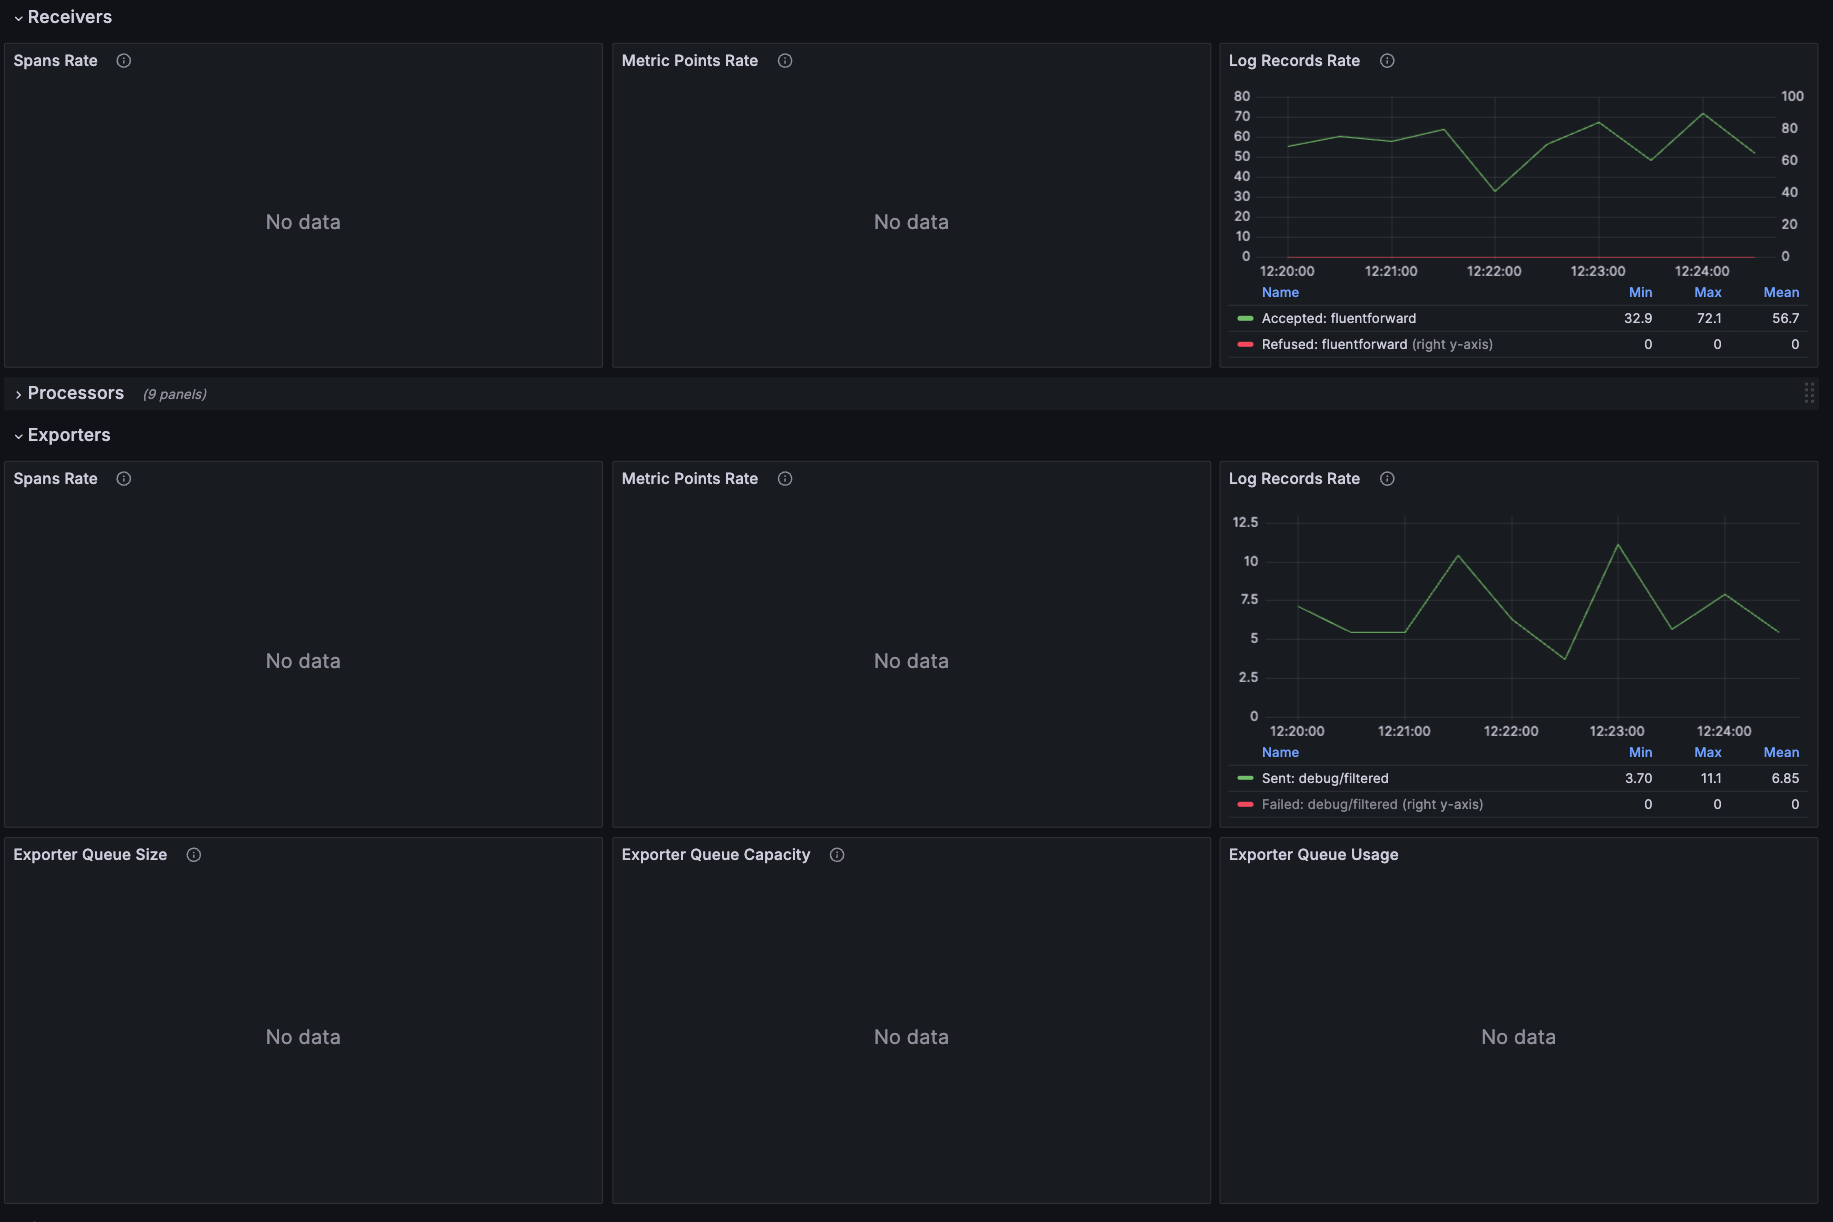 Receivers
Spans Rate
Metric Points Rate
Log Records Rate
No data
No data
80
70
60
50
40
30
20
10
0
100
80
60
40
20
0
12:20:00 12:21:00 12:22:00 12:23:00 12:24:00
Name Min Max Mean
Accepted: fluentforward 32.9 72.1 56.7
Refused: fluentforward (right y-axis) 0 0 0
Processors (9 panels)
Exporters
Spans Rate
Metric Points Rate
Log Records Rate
No data
No data
12.5
10
7.5
5
2.5
0
12:20:00 12:21:00 12:22:00 12:23:00 12:24:00
Name Min Max Mean
Sent: debug/filtered 3.70 11.1 6.85
Failed: debug/filtered (right y-axis) 0 0 0
Exporter Queue Size
Exporter Queue Capacity
Exporter Queue Usage
No data
No data
No data